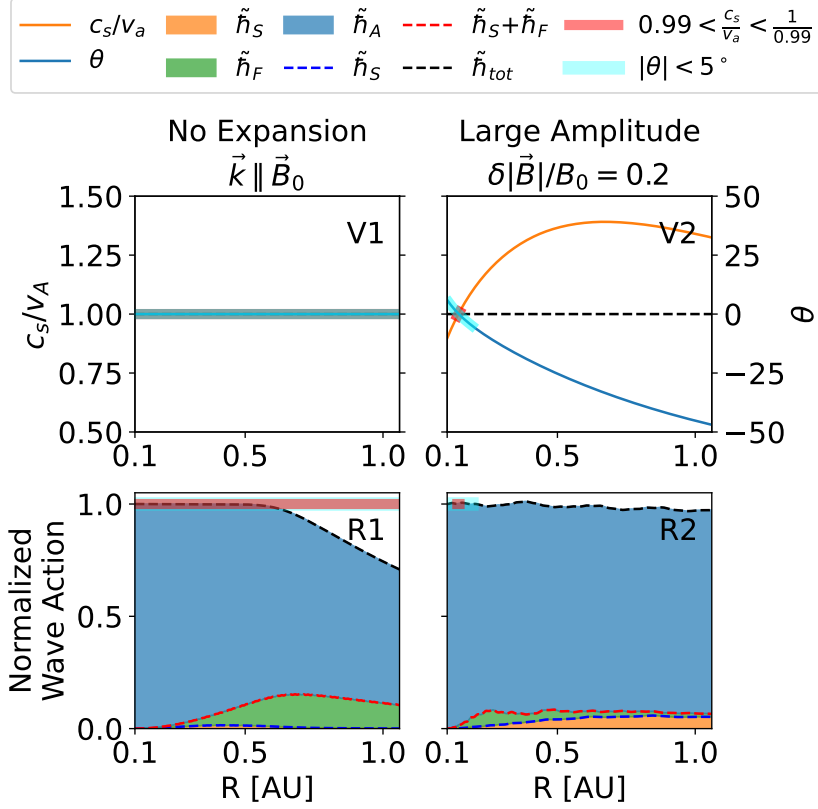 c_s/v_a ħ̃_S ħ̃_A ħ̃_S+ħ̃_F 0.99 < c_s/v_a < 1/0.99
θ ħ̃_F ħ̃_S ħ̃_tot |θ| < 5°
No Expansion Large Amplitude
k⃗ ∥ B⃗_0 δ|B⃗|/B_0 = 0.2
c_s/v_A
1.50
1.25
1.00
0.75
0.50
V1
0.1 0.5 1.0
V2
50
25
0
−25
−50
θ
0.1 0.5 1.0
Normalized
Wave Action
1.0
0.5
0.0
R1
0.1 0.5 1.0
R [AU]
R2
0.1 0.5 1.0
R [AU]